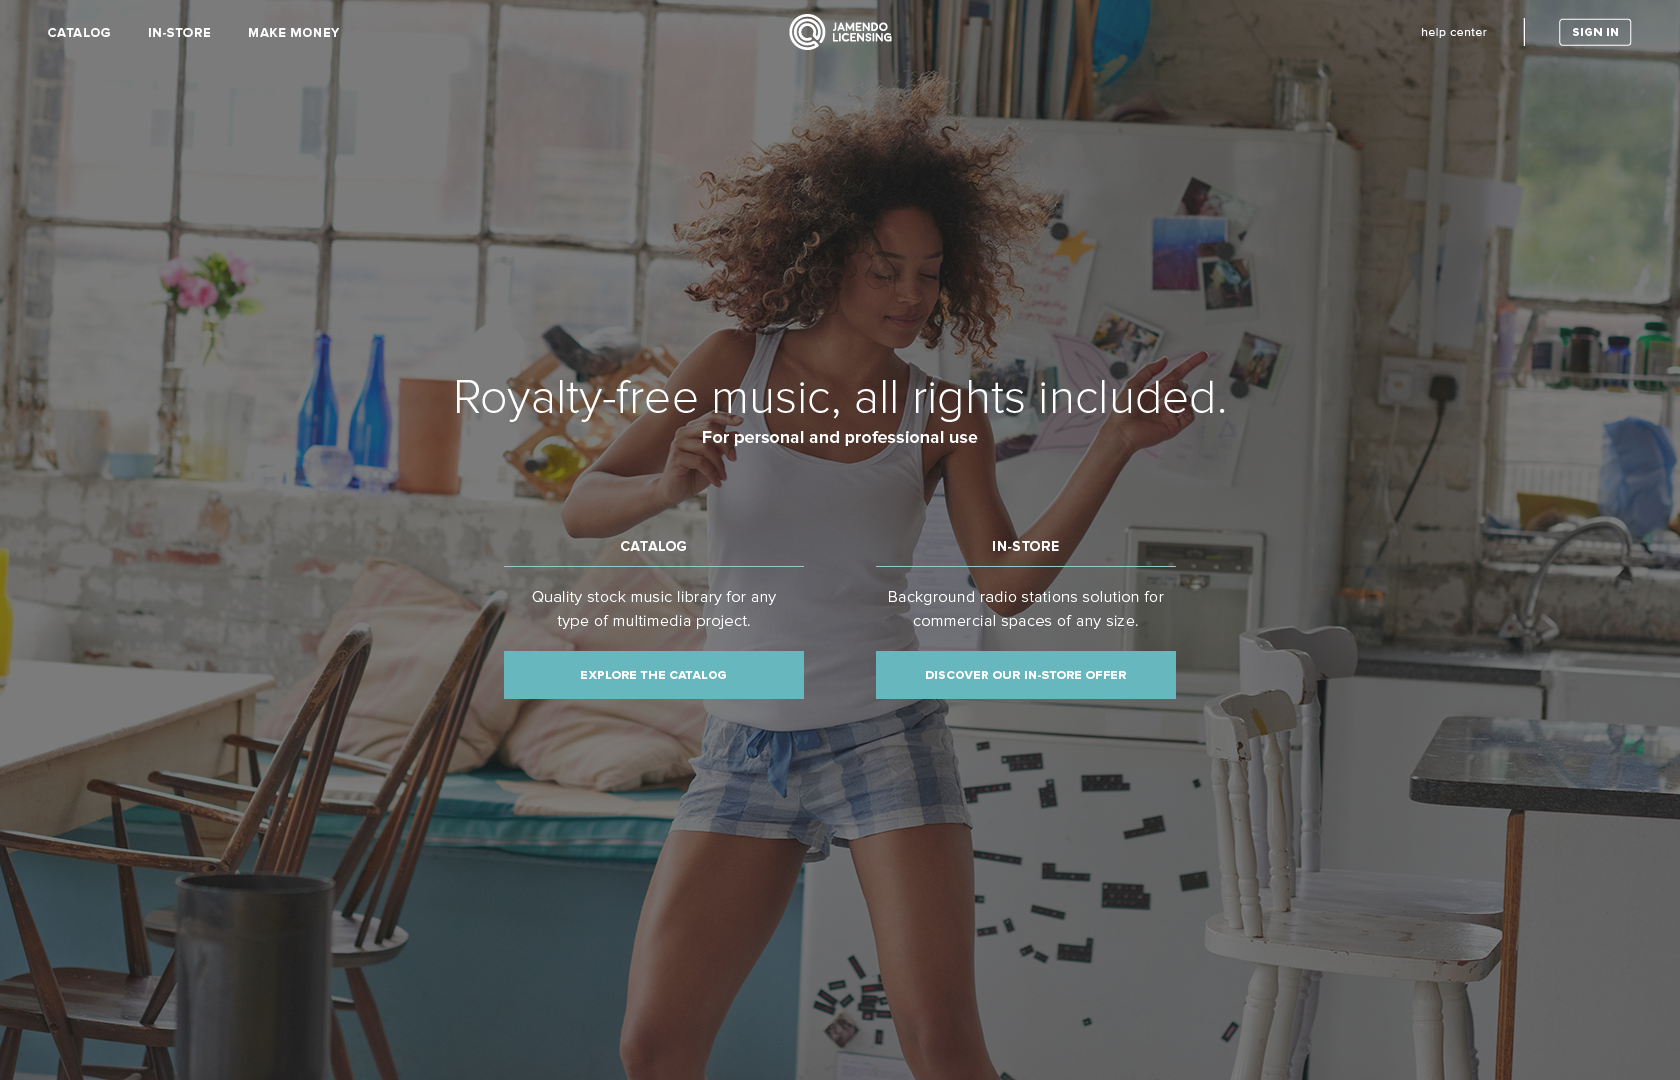 CATALOG
IN-STORE
MAKE MONEY
JAMENDO
LICENSING
help center
SIGN IN
Royalty-free music, all rights included.
For personal and professional use
CATALOG
Quality stock music library for any
type of multimedia project.
EXPLORE THE CATALOG
IN-STORE
Background radio stations solution for
commercial spaces of any size.
DISCOVER OUR IN-STORE OFFER